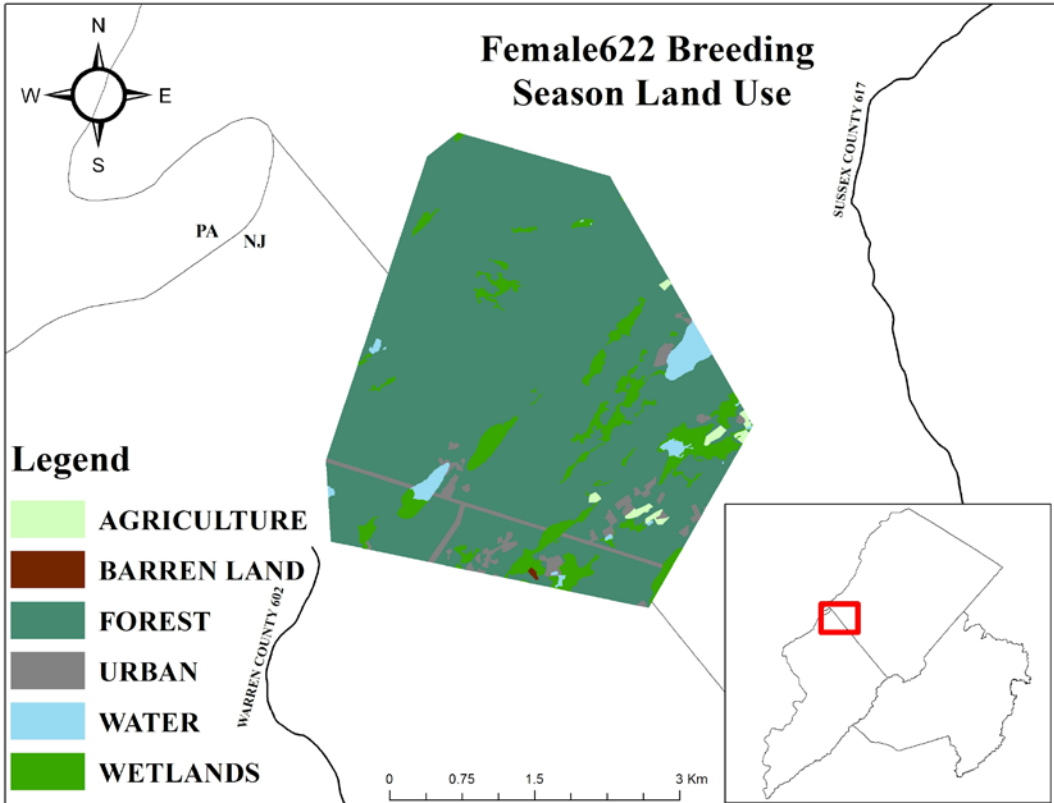 Female622 Breeding
Season Land Use
N
W
E
S
PA
NJ
SUSSEX COUNTY 617
WARREN COUNTY 602
Legend
AGRICULTURE
BARREN LAND
FOREST
URBAN
WATER
WETLANDS
0 0.75 1.5 3 Km